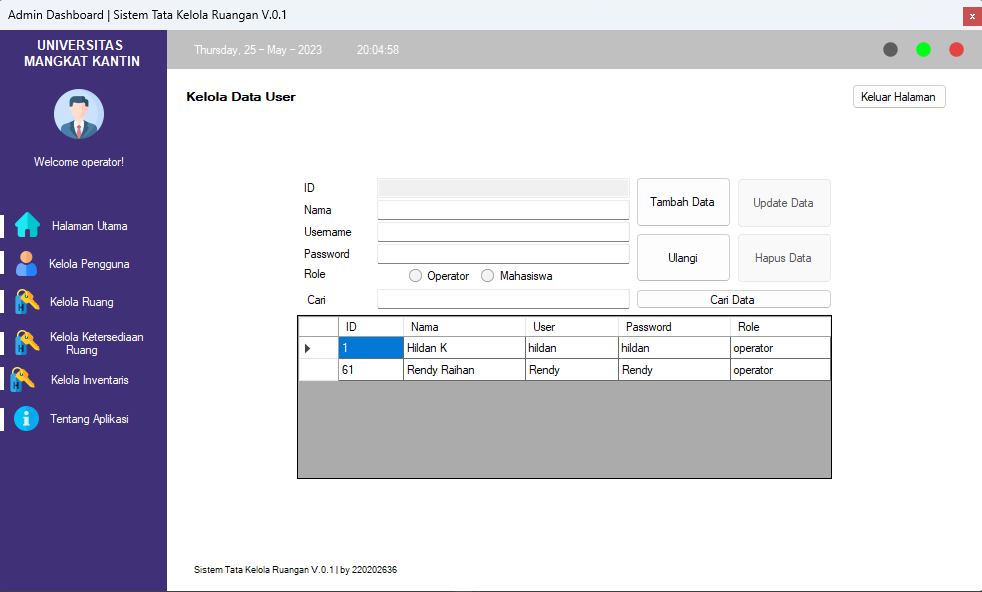 Admin Dashboard | Sistem Tata Kelola Ruangan V.0.1
x
UNIVERSITAS
MANGKAT KANTIN
Thursday, 25 - May - 2023 20:04:58
Welcome operator!
Halaman Utama
Kelola Pengguna
Kelola Ruang
Kelola Ketersediaan
Ruang
Kelola Inventaris
Tentang Aplikasi
Kelola Data User
Keluar Halaman
ID
Nama
Username
Password
Role
Operator Mahasiswa
Cari
Tambah Data
Update Data
Ulangi
Hapus Data
Cari Data
ID Nama User Password Role
1 Hildan K hildan hildan operator
61 Rendy Raihan Rendy Rendy operator
Sistem Tata Kelola Ruangan V.0.1 | by 220202636